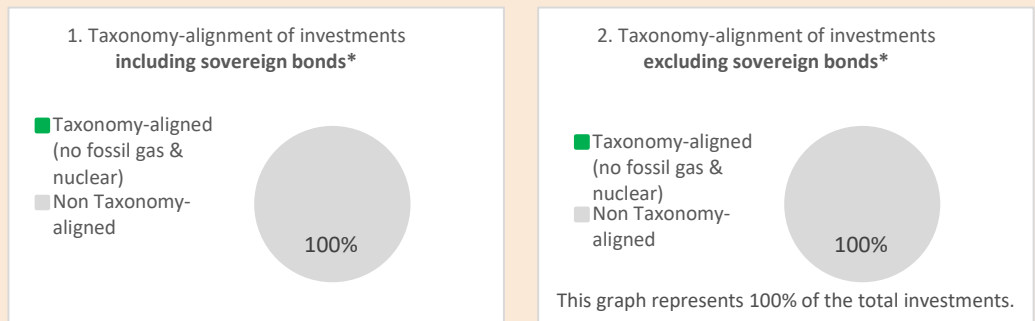 1. Taxonomy-alignment of investments
including sovereign bonds*
Taxonomy-aligned
(no fossil gas &
nuclear)
Non Taxonomy-
aligned
100%
2. Taxonomy-alignment of investments
excluding sovereign bonds*
Taxonomy-aligned
(no fossil gas &
nuclear)
Non Taxonomy-
aligned
100%
This graph represents 100% of the total investments.